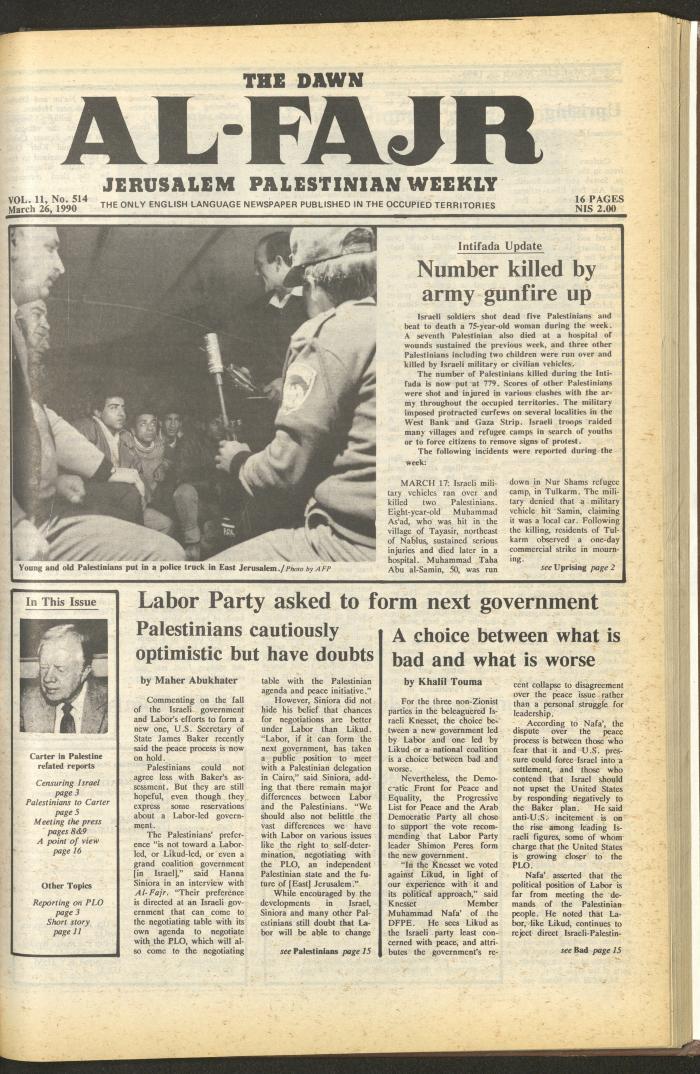 THE DAWN
AL-FAJR
JERUSALEM PALESTINIAN WEEKLY
VOL. 11, No. 514
March 26, 1990
THE ONLY ENGLISH LANGUAGE NEWSPAPER PUBLISHED IN THE OCCUPIED TERRITORIES
16 PAGES
NIS 2.00
Young and old Palestinians put in a police truck in East Jerusalem./Photo by AFP
Intifada Update
Number killed by
army gunfire up
Israeli soldiers shot dead five Palestinians and
beat to death a 75-year-old woman during the week.
A seventh Palestinian also died at a hospital of
wounds sustained the previous week, and three other
Palestinians including two children were run over and
killed by Israeli military or civilian vehicles.
The number of Palestinians killed during the Inti-
fada is now put at 779. Scores of other Palestinians
were shot and injured in various clashes with the ar-
my throughout the occupied territories. The military
imposed protracted curfews on several localities in the
West Bank and Gaza Strip. Israeli troops raided
many villages and refugee camps in search of youths
or to force citizens to remove signs of protest.
The following incidents were reported during the
week:
MARCH 17: Israeli mili-
tary vehicles ran over and
killed two Palestinians.
Eight-year-old Muhammad
As'ad, who was hit in the
village of Tayasir, northeast
of Nablus, sustained serious
injuries and died later in a
hospital. Muhammad Taha
Abu al-Samin, 50, was run
down in Nur Shams refugee
camp, in Tulkarm. The mili-
tary denied that a military
vehicle hit Samin, claiming
it was a local car. Following
the killing, residents of Tul-
karm observed a one-day
commercial strike in mourn-
ing.
see Uprising page 2
In This Issue
Carter in Palestine
related reports
Censuring Israel
page 3
Palestinians to Carter
page 5
Meeting the press
pages 8&9
A point of view
page 16
Other Topics
Reporting on PLO
page 3
Short story
page 11
Labor Party asked to form next government
Palestinians cautiously
optimistic but have doubts
by Maher Abukhater
Commenting on the fall
of the Israeli government
and Labor's efforts to form a
new one, U.S. Secretary of
State James Baker recently
said the peace process is now
on hold.
Palestinians could not
agree less with Baker's as-
sessment. But they are still
hopeful, even though they
express some reservations
about a Labor-led govern-
ment.
The Palestinians' prefer-
ence "is not toward a Labor-
led, or Likud-led, or even a
grand coalition government
[in Israel]," said Hanna
Siniora in an interview with
Al-Fajr. "Their preference
is directed at an Israeli gov-
ernment that can come to
the negotiating table with its
own agenda to negotiate
with the PLO, which will al-
so come to the negotiating
table with the Palestinian
agenda and peace initiative."
However, Siniora did not
hide his belief that chances
for negotiations are better
under Labor than Likud.
"Labor, if it can form the
next government, has taken
a public position to meet
with a Palestinian delegation
in Cairo," said Siniora, add-
ing that there remain major
differences between Labor
and the Palestinians. "We
should also not belittle the
vast differences we have
with Labor on various issues
like the right to self-deter-
mination, negotiating with
the PLO, an independent
Palestinian state and the fu-
ture of [East] Jerusalem."
While encouraged by the
developments in Israel,
Siniora and many other Pal-
estinians still doubt that La-
bor will be able to change
see Palestinians page 15
A choice between what is
bad and what is worse
by Khalil Touma
For the three non-Zionist
parties in the beleaguered Is-
raeli Knesset, the choice be-
tween a new government led
by Labor and one led by
Likud or a national coalition
is a choice between bad and
worse.
Nevertheless, the Demo-
cratic Front for Peace and
Equality, the Progressive
List for Peace and the Arab
Democratic Party all chose
to support the vote recom-
mending that Labor Party
leader Shimon Peres form
the new government.
"In the Knesset we voted
against Likud, in light of
our experience with it and
its political approach," said
Knesset Member
Muhammad Nafa' of the
DFPE. He sees Likud as
the Israeli party least con-
cerned with peace, and attri-
butes the government's re-
cent collapse to disagreement
over the peace issue rather
than a personal struggle for
leadership.
According to Nafa', the
dispute over the peace
process is between those who
fear that it and U.S. pres-
sure could force Israel into a
settlement, and those who
contend that Israel should
not upset the United States
by responding negatively to
the Baker plan. He said
anti-U.S. incitement is on
the rise among leading Is-
raeli figures, some of whom
charge that the United States
is growing closer to the
PLO.
Nafa' asserted that the
political position of Labor is
far from meeting the de-
mands of the Palestinian
people. He noted that La-
bor, like Likud, continues to
reject direct Israeli-Palestin-
see Bad page 15